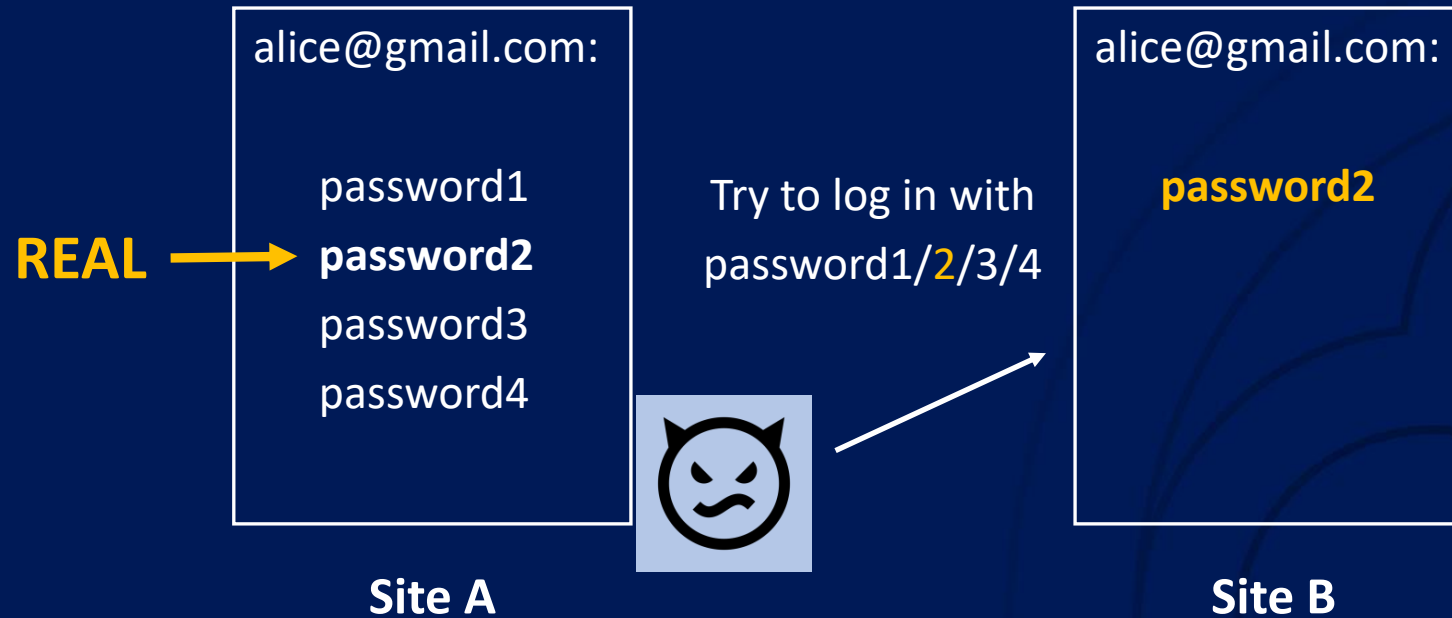 alice@gmail.com:
password1
REAL
password2
password3
password4
Site A
Try to log in with
password1/2/3/4
alice@gmail.com:
password2
Site B